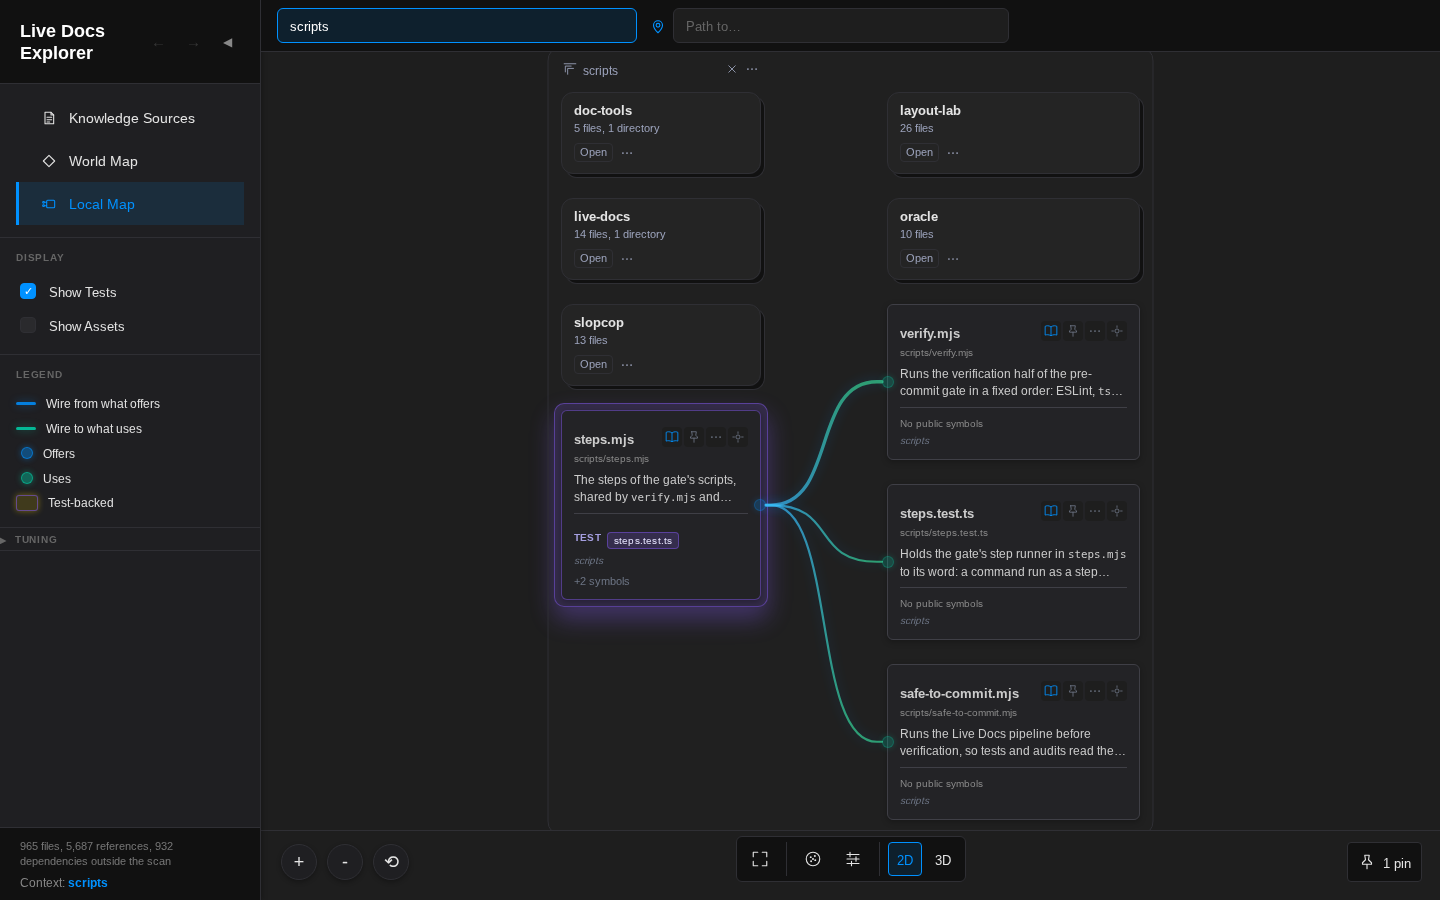 Live Docs
Explorer
← → ◀
Knowledge Sources
World Map
Local Map
DISPLAY
Show Tests
Show Assets
LEGEND
Wire from what offers
Wire to what uses
Offers
Uses
Test-backed
▶ TUNING
965 files, 5,687 references, 932
dependencies outside the scan
Context: scripts
scripts
Path to...
scripts
doc-tools
5 files, 1 directory
Open
layout-lab
26 files
Open
live-docs
14 files, 1 directory
Open
oracle
10 files
Open
slopcop
13 files
Open
verify.mjs
scripts/verify.mjs
Runs the verification half of the pre-
commit gate in a fixed order: ESLint, ts...
No public symbols
scripts
steps.mjs
scripts/steps.mjs
The steps of the gate's scripts,
shared by verify.mjs and...
TEST steps.test.ts
scripts
+2 symbols
steps.test.ts
scripts/steps.test.ts
Holds the gate's step runner in steps.mjs
to its word: a command run as a step...
No public symbols
scripts
safe-to-commit.mjs
scripts/safe-to-commit.mjs
Runs the Live Docs pipeline before
verification, so tests and audits read the...
No public symbols
scripts
+ - ⟲
2D 3D
1 pin